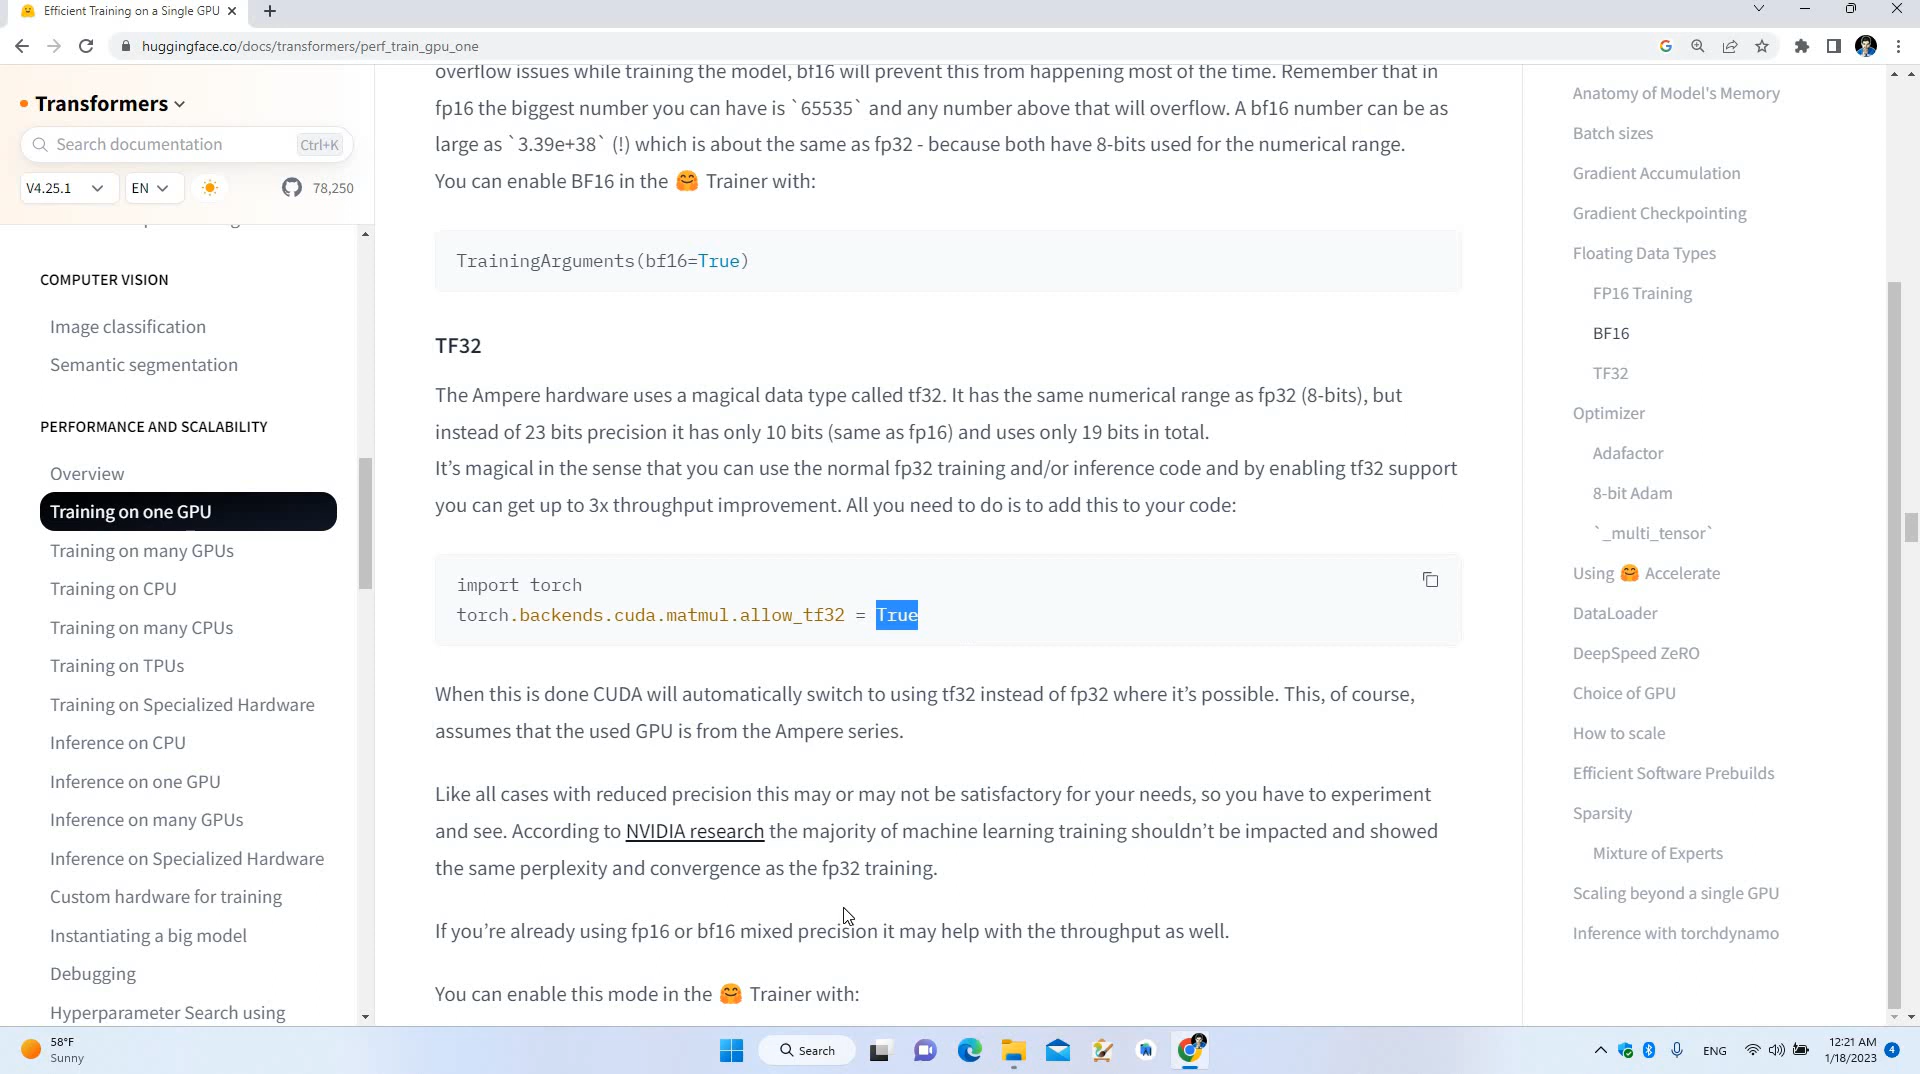 Efficient Training on a Single GPU
huggingface.co/docs/transformers/perf_train_gpu_one
Transformers
Search documentation
Ctrl+K
V4.25.1
EN
78,250
COMPUTER VISION
Image classification
Semantic segmentation
PERFORMANCE AND SCALABILITY
Overview
Training on one GPU
Training on many GPUs
Training on CPU
Training on many CPUs
Training on TPUs
Training on Specialized Hardware
Inference on CPU
Inference on one GPU
Inference on many GPUs
Inference on Specialized Hardware
Custom hardware for training
Instantiating a big model
Debugging
Hyperparameter Search using
overflow issues while training the model, bf16 will prevent this from happening most of the time. Remember that in
fp16 the biggest number you can have is `65535` and any number above that will overflow. A bf16 number can be as
large as `3.39e+38` (!) which is about the same as fp32 - because both have 8-bits used for the numerical range.
You can enable BF16 in the 🤗 Trainer with:
TrainingArguments(bf16=True)
TF32
The Ampere hardware uses a magical data type called tf32. It has the same numerical range as fp32 (8-bits), but
instead of 23 bits precision it has only 10 bits (same as fp16) and uses only 19 bits in total.
It's magical in the sense that you can use the normal fp32 training and/or inference code and by enabling tf32 support
you can get up to 3x throughput improvement. All you need to do is to add this to your code:
import torch
torch.backends.cuda.matmul.allow_tf32 = True
When this is done CUDA will automatically switch to using tf32 instead of fp32 where it's possible. This, of course,
assumes that the used GPU is from the Ampere series.
Like all cases with reduced precision this may or may not be satisfactory for your needs, so you have to experiment
and see. According to NVIDIA research the majority of machine learning training shouldn't be impacted and showed
the same perplexity and convergence as the fp32 training.
If you're already using fp16 or bf16 mixed precision it may help with the throughput as well.
You can enable this mode in the 🤗 Trainer with:
Anatomy of Model's Memory
Batch sizes
Gradient Accumulation
Gradient Checkpointing
Floating Data Types
FP16 Training
BF16
TF32
Optimizer
Adafactor
8-bit Adam
`_multi_tensor`
Using 🤗 Accelerate
DataLoader
DeepSpeed ZeRO
Choice of GPU
How to scale
Efficient Software Prebuilds
Sparsity
Mixture of Experts
Scaling beyond a single GPU
Inference with torchdynamo
58°F
Sunny
Search
ENG
12:21 AM
1/18/2023
4